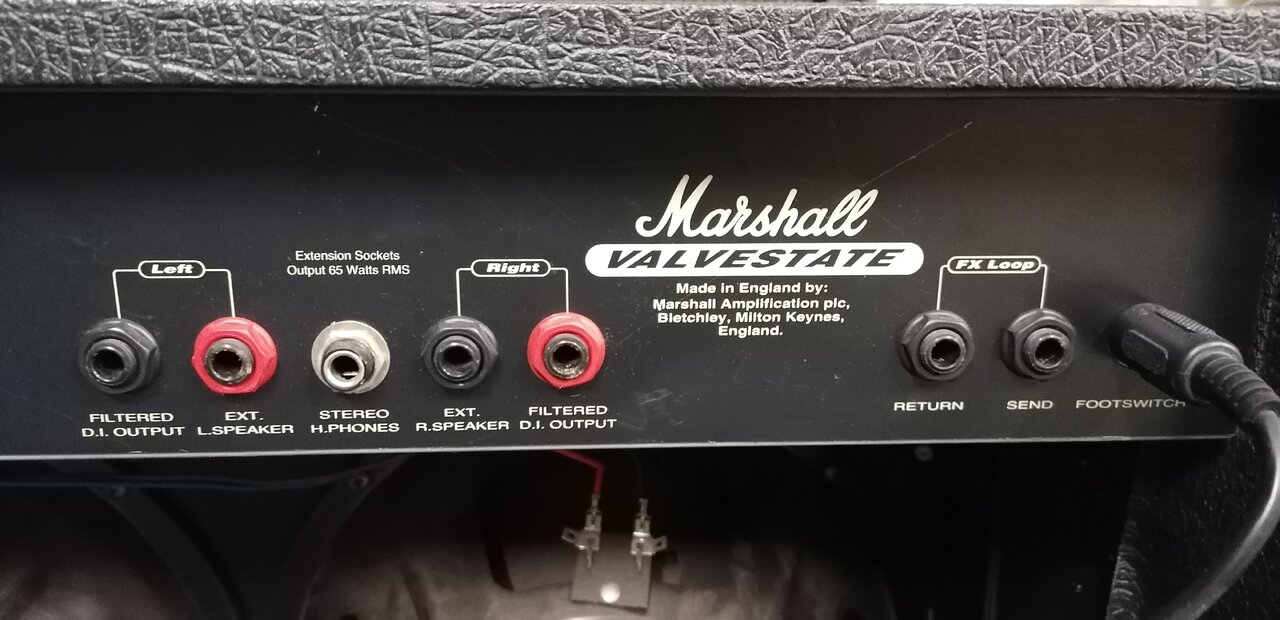 Marshall
VALVESTATE
Made in England by:
Marshall Amplification plc,
Bletchley, Milton Keynes,
England.
Left
Extension Sockets
Output 65 Watts RMS
Right
FX Loop
FILTERED
D.I. OUTPUT
EXT.
L.SPEAKER
STEREO
H.PHONES
EXT.
R.SPEAKER
FILTERED
D.I. OUTPUT
RETURN
SEND
FOOTSWITCH